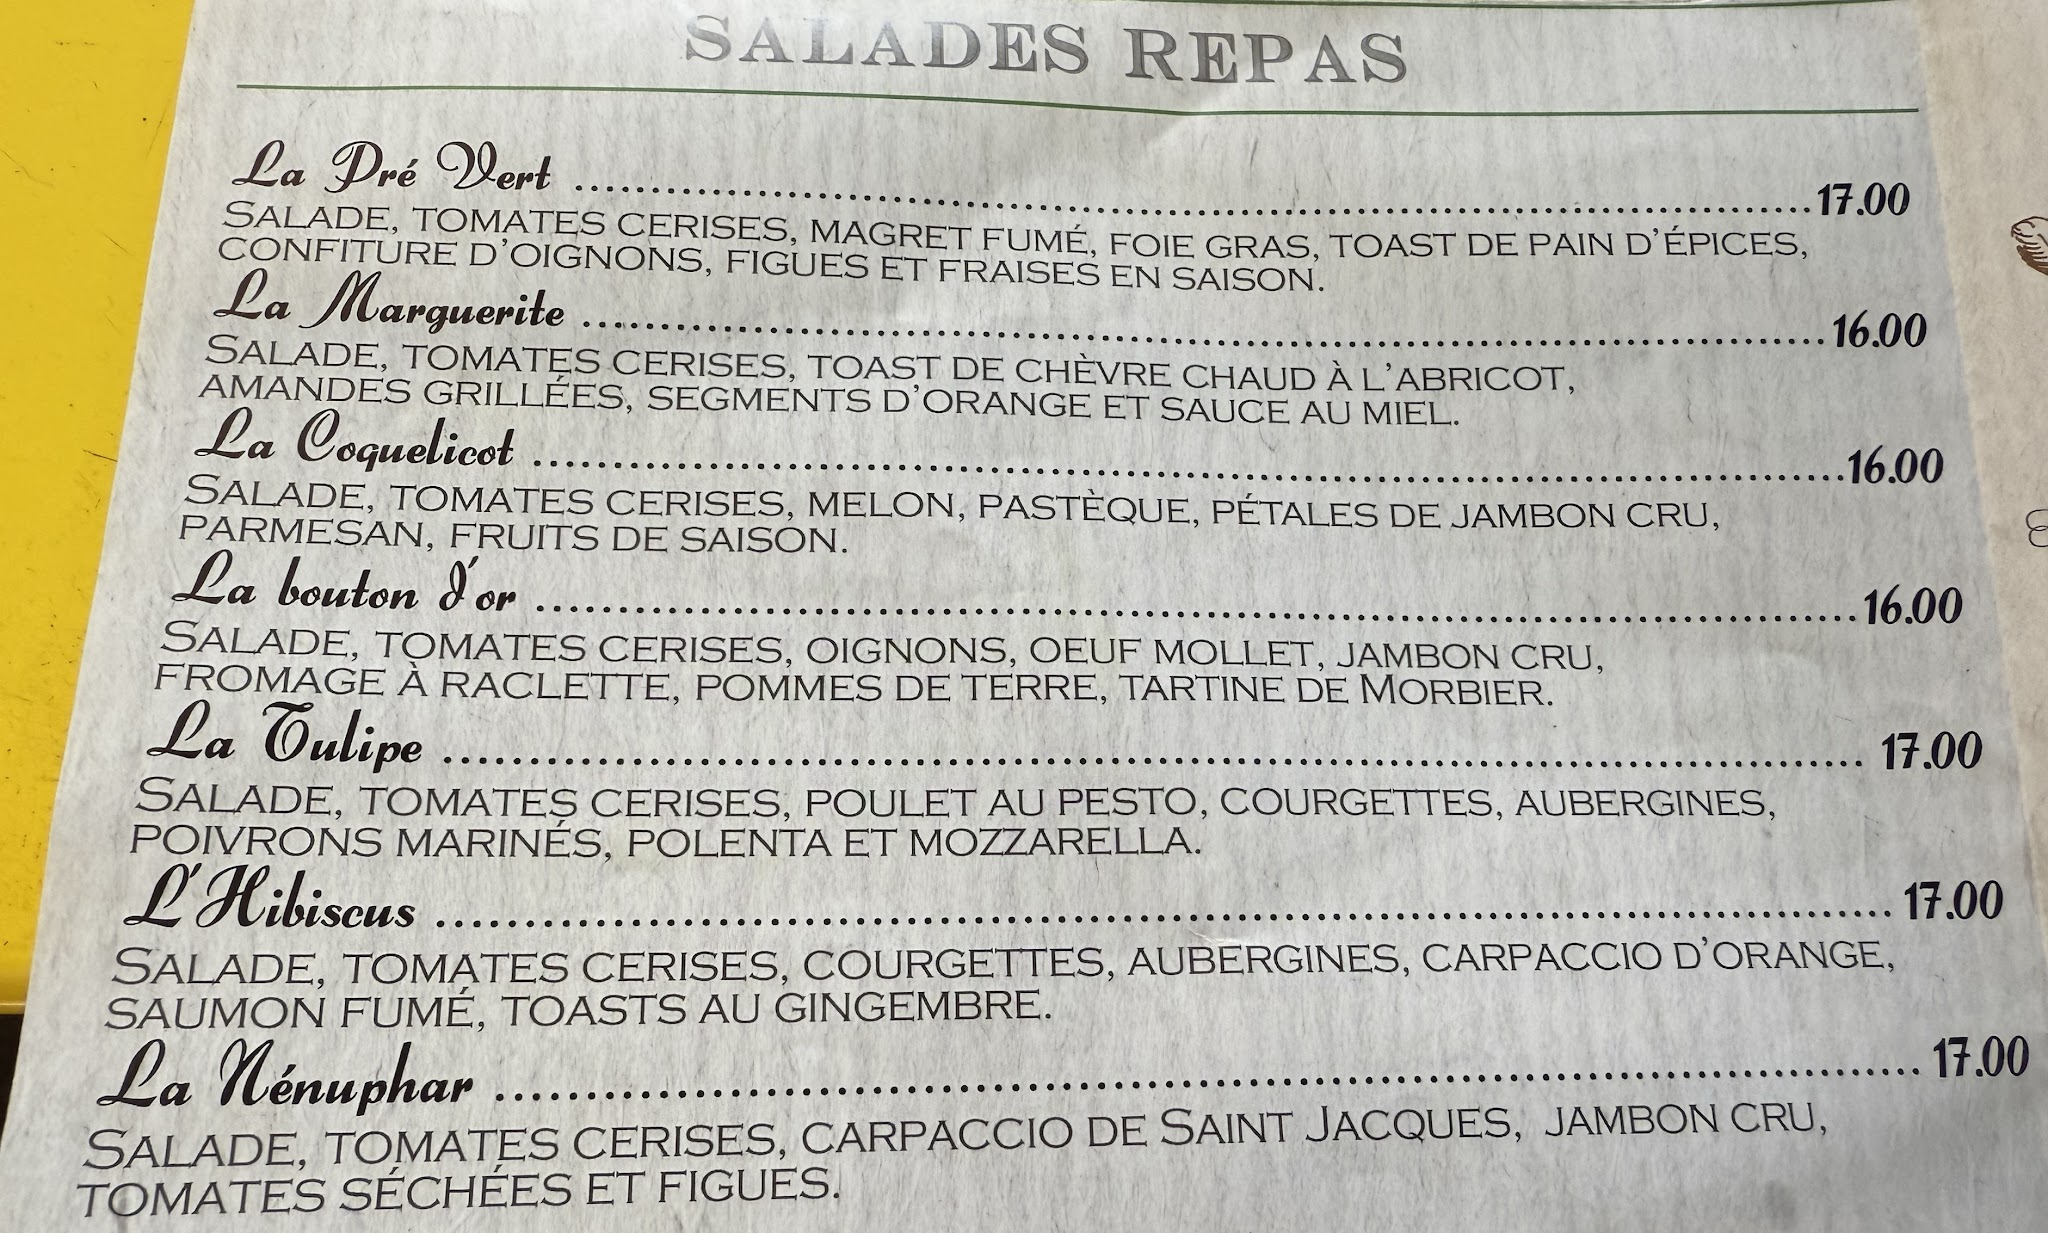 SALADES REPAS
La Pré Vert ........................................................................................ 17.00
SALADE, TOMATES CERISES, MAGRET FUMÉ, FOIE GRAS, TOAST DE PAIN D'ÉPICES,
CONFITURE D'OIGNONS, FIGUES ET FRAISES EN SAISON.
La Marguerite ........................................................................................ 16.00
SALADE, TOMATES CERISES, TOAST DE CHÈVRE CHAUD À L'ABRICOT,
AMANDES GRILLÉES, SEGMENTS D'ORANGE ET SAUCE AU MIEL.
La Coquelicot ........................................................................................ 16.00
SALADE, TOMATES CERISES, MELON, PASTÈQUE, PÉTALES DE JAMBON CRU,
PARMESAN, FRUITS DE SAISON.
La bouton d'or ........................................................................................ 16.00
SALADE, TOMATES CERISES, OIGNONS, OEUF MOLLET, JAMBON CRU,
FROMAGE À RACLETTE, POMMES DE TERRE, TARTINE DE MORBIER.
La Tulipe ........................................................................................ 17.00
SALADE, TOMATES CERISES, POULET AU PESTO, COURGETTES, AUBERGINES,
POIVRONS MARINÉS, POLENTA ET MOZZARELLA.
L'Hibiscus ........................................................................................ 17.00
SALADE, TOMATES CERISES, COURGETTES, AUBERGINES, CARPACCIO D'ORANGE,
SAUMON FUMÉ, TOASTS AU GINGEMBRE.
La Nénuphar ........................................................................................ 17.00
SALADE, TOMATES CERISES, CARPACCIO DE SAINT JACQUES, JAMBON CRU,
TOMATES SÉCHÉES ET FIGUES.